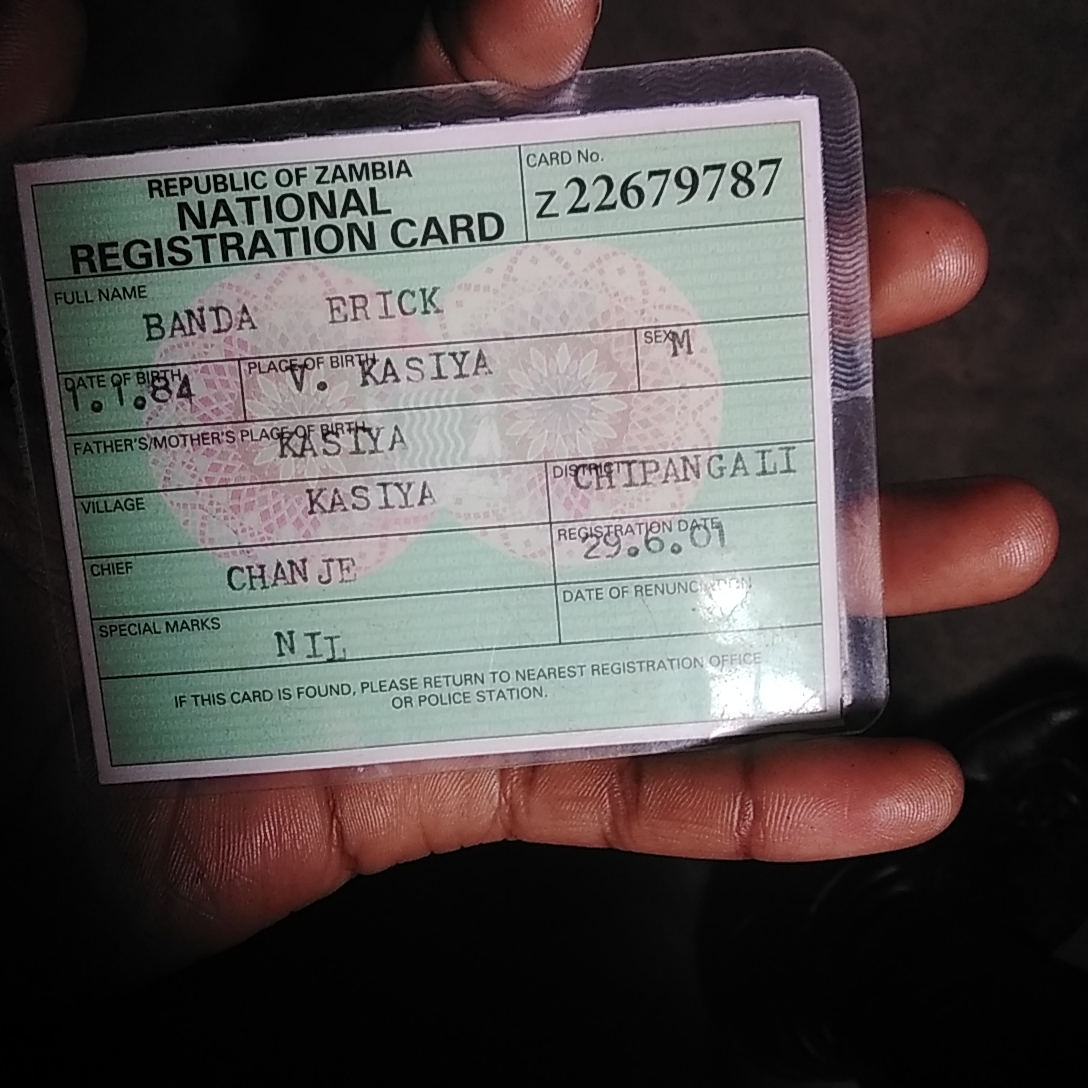 REPUBLIC OF ZAMBIA
NATIONAL
REGISTRATION CARD
CARD No.
Z22679787
FULL NAME
BANDA ERICK
DATE OF BIRTH
1.1.84
PLACE OF BIRTH
V. KASIYA
SEX
M
FATHER'S/MOTHER'S PLACE OF BIRTH
KASIYA
VILLAGE
KASIYA
DISTRICT
CHIPANGALI
CHIEF
CHANJE
REGISTRATION DATE
29.6.01
SPECIAL MARKS
NIL
DATE OF RENUNCIATION
IF THIS CARD IS FOUND, PLEASE RETURN TO NEAREST REGISTRATION OFFICE
OR POLICE STATION.